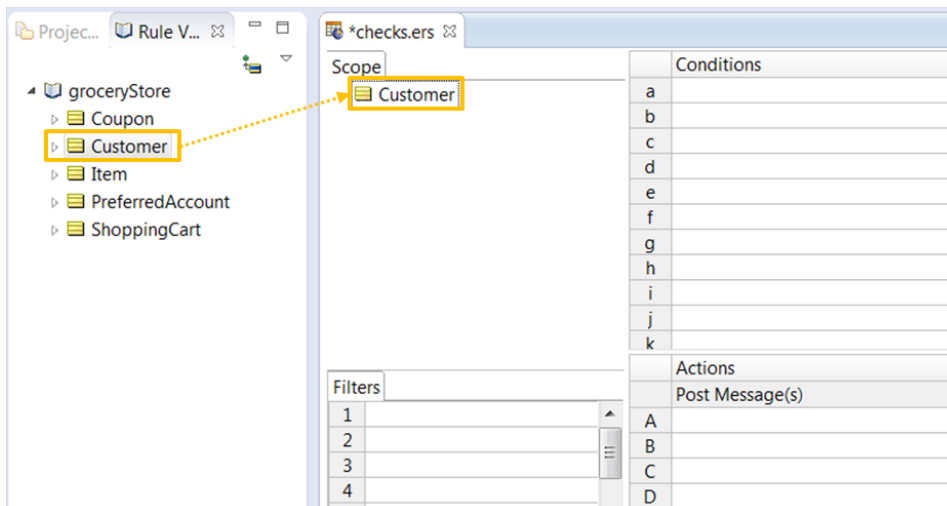 Projec... Rule V...
groceryStore
Coupon
Customer
Item
PreferredAccount
ShoppingCart
*checks.ers
Scope
Customer
Filters
1
2
3
4
Conditions
a
b
c
d
e
f
g
h
i
j
k
Actions
Post Message(s)
A
B
C
D